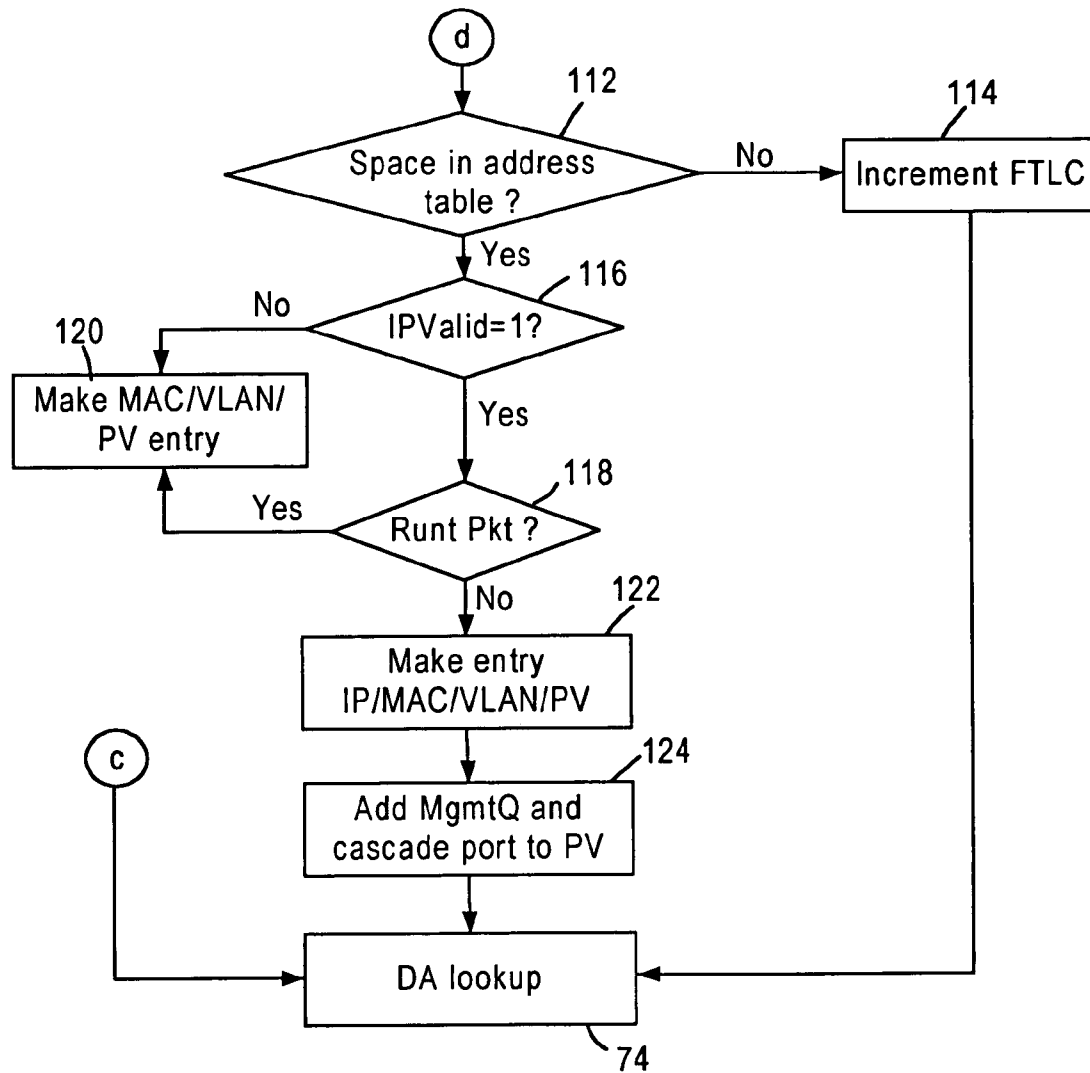 d
112
Space in address
table ?
No
114
Increment FTLC
Yes
116
IPValid=1?
No
120
Make MAC/VLAN/
PV entry
Yes
118
Runt Pkt ?
Yes
No
122
Make entry
IP/MAC/VLAN/PV
c
124
Add MgmtQ and
cascade port to PV
DA lookup
74